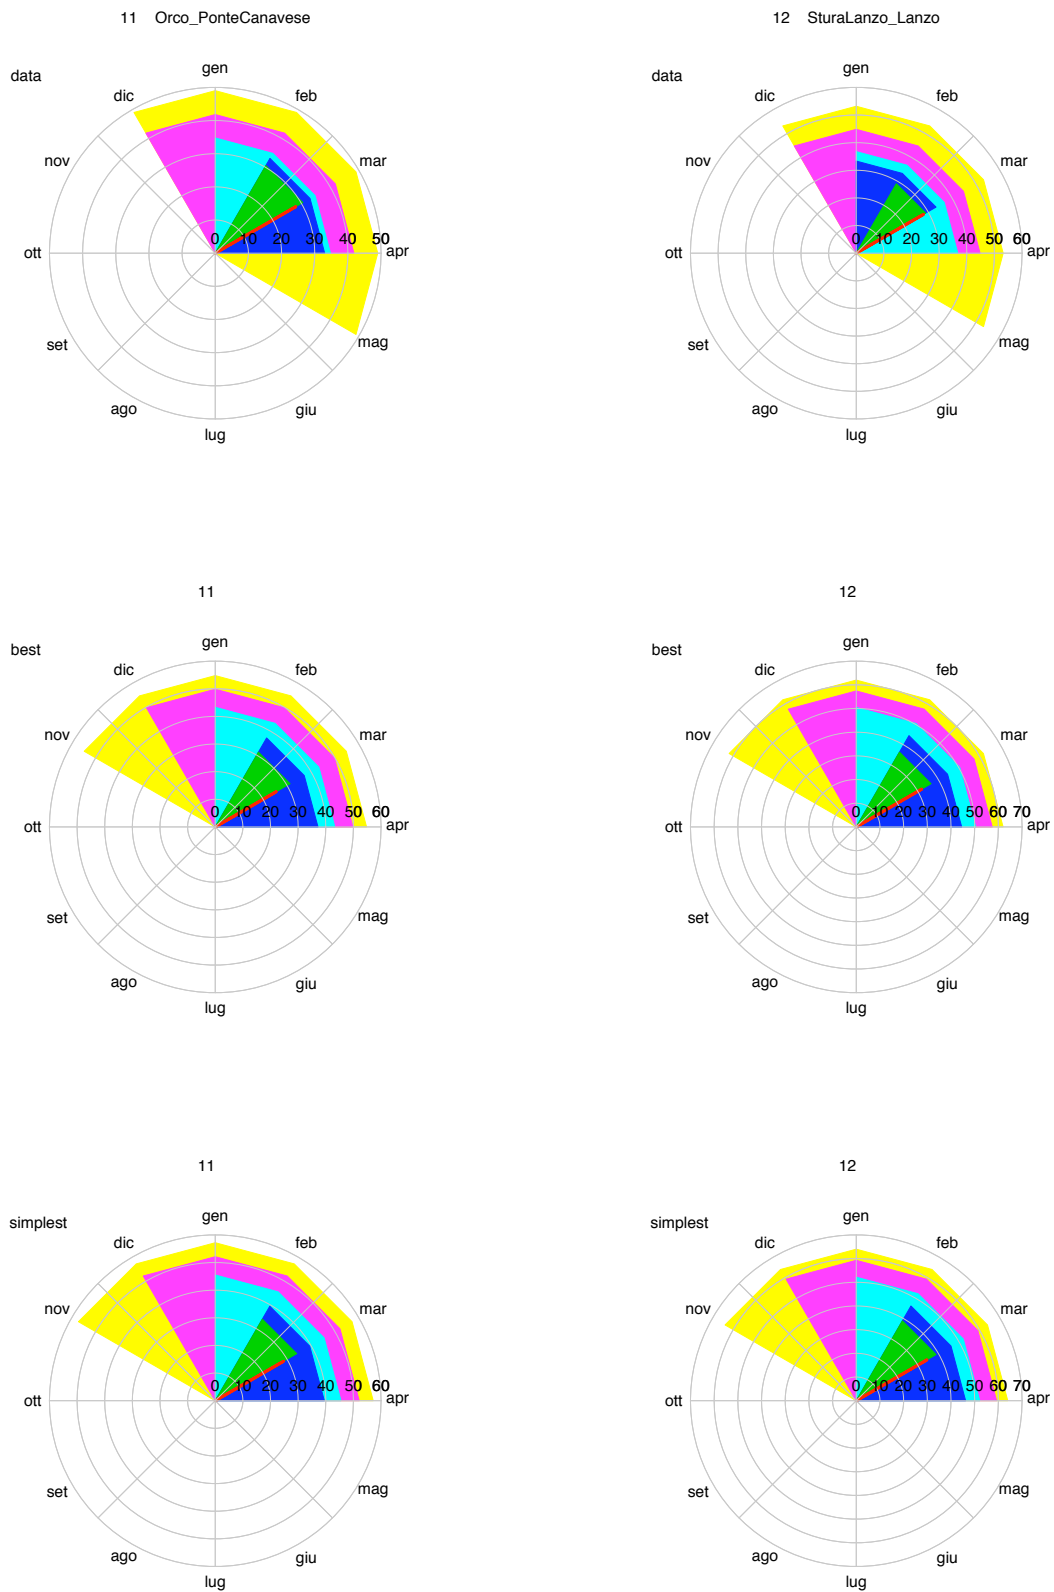 11 Orco_PonteCanavese
12 SturaLanzo_Lanzo
data
gen
dic
feb
nov
mar
0 10 20 30 40 50
ott
apr
set
mag
ago
giu
lug
data
gen
dic
feb
nov
mar
0 10 20 30 40 50 60
ott
apr
set
mag
ago
giu
lug
11
12
best
gen
dic
feb
nov
mar
0 10 20 30 40 50 60
ott
apr
set
mag
ago
giu
lug
best
gen
dic
feb
nov
mar
0 10 20 30 40 50 60 70
ott
apr
set
mag
ago
giu
lug
11
12
simplest
gen
dic
feb
nov
mar
0 10 20 30 40 50 60
ott
apr
set
mag
ago
giu
lug
simplest
gen
dic
feb
nov
mar
0 10 20 30 40 50 60 70
ott
apr
set
mag
ago
giu
lug